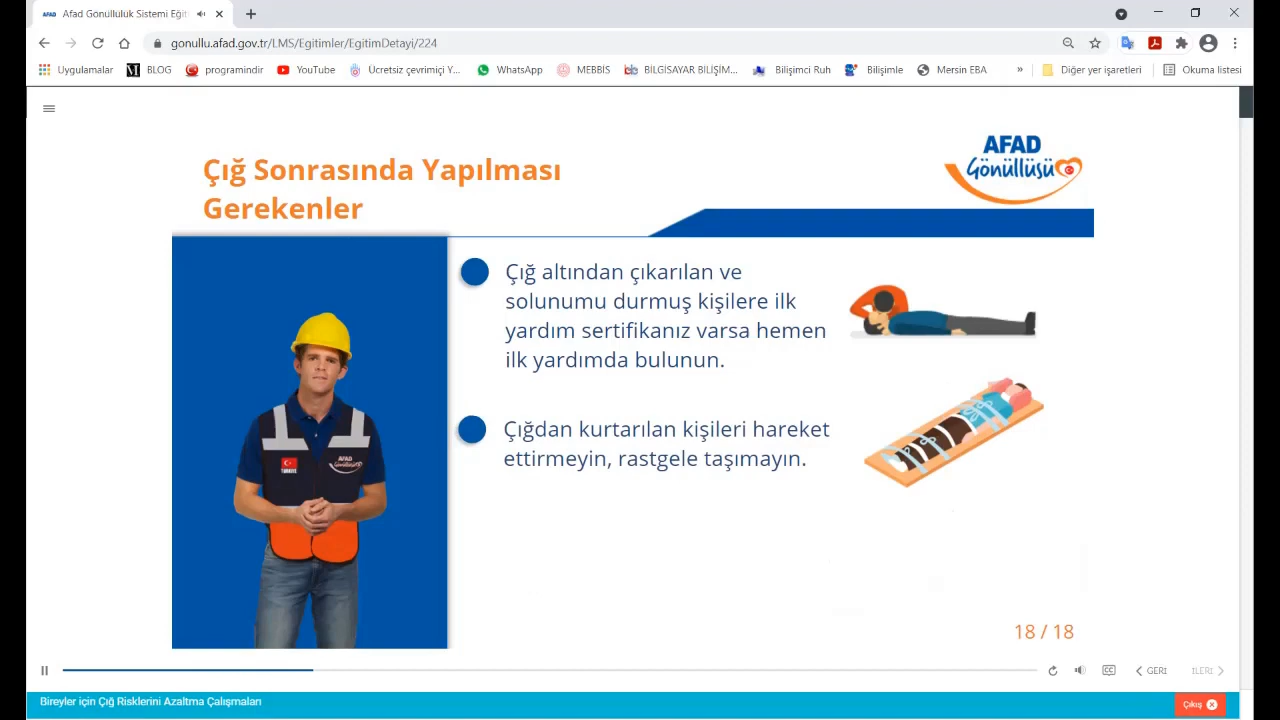 AFAD Afad Gönüllülük Sistemi Eğit
gonullu.afad.gov.tr/LMS/Egitimler/EgitimDetayi/224
Uygulamalar
BLOG
programindir
YouTube
Ücretsiz çevrimiçi Y...
WhatsApp
MEBBİS
BİLGİSAYAR BİLİŞİM...
Bilişimci Ruh
Bilişimle
Mersin EBA
»
Diğer yer işaretleri
Okuma listesi
Çığ Sonrasında Yapılması
Gerekenler
AFAD
Gönüllüsü
Çığ altından çıkarılan ve
solunumu durmuş kişilere ilk
yardım sertifikanız varsa hemen
ilk yardımda bulunun.
Çığdan kurtarılan kişileri hareket
ettirmeyin, rastgele taşımayın.
AFAD
Gönüllüsü
TÜRKİYE
18 / 18
CC
GERİ
İLERİ
Bireyler için Çığ Risklerini Azaltma Çalışmaları
Çıkış